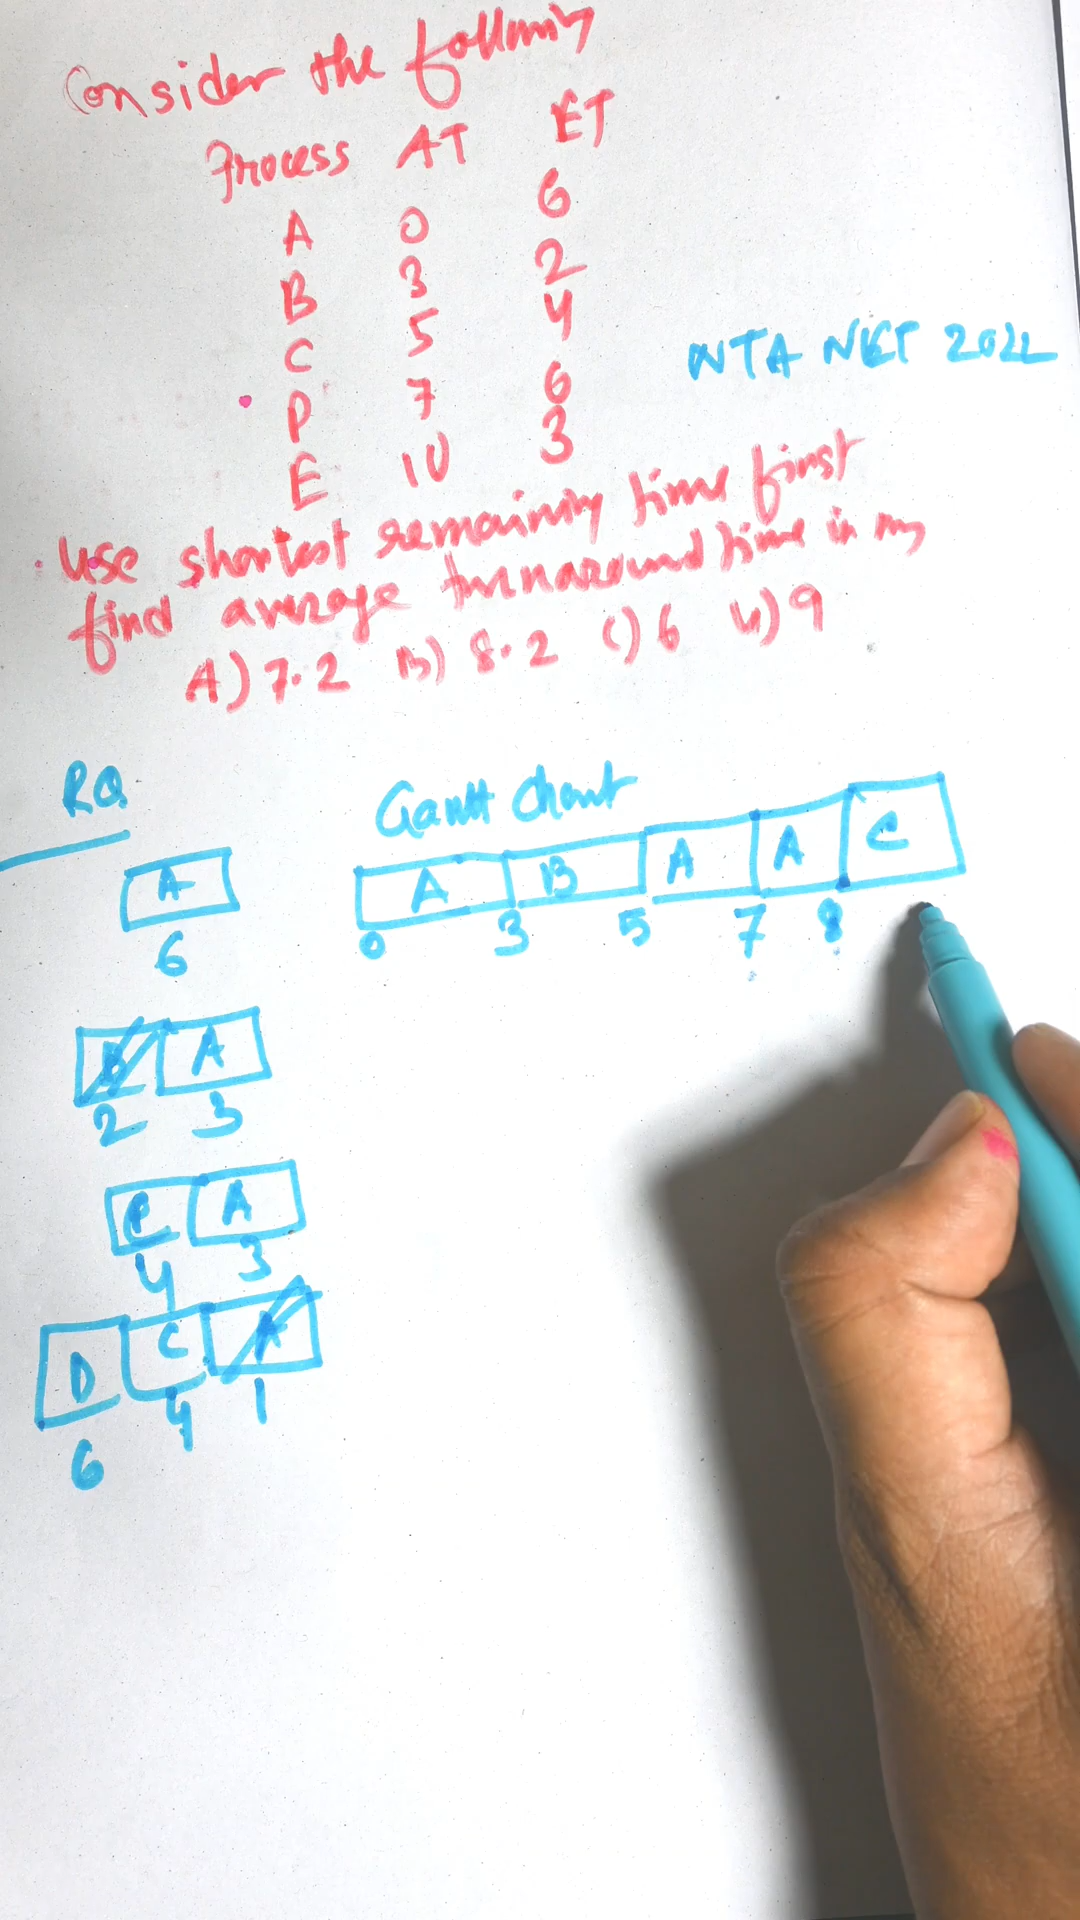 Consider the following
Process AT ET
A 0 6
B 3 2
C 5 4
D 7 6
E 10 3
NTA NET 2022
• Use shortest remaining time first
find average turnaround time in ms
A) 7.2 B) 8.2 C) 6 4) 9
RQ
Gantt Chart
A B A A C
0 3 5 7 8
A
6
B A
2 3
C A
4 3
D C A
6 4 1